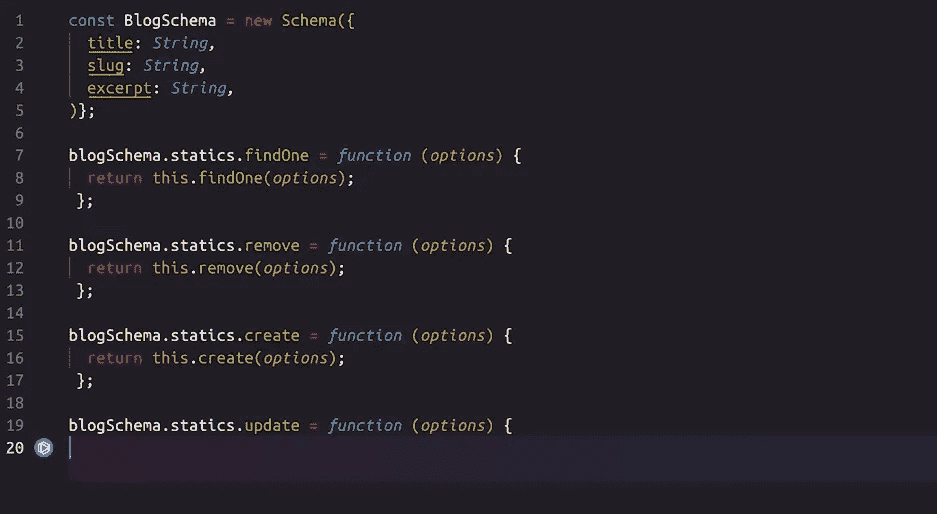 1 const BlogSchema = new Schema({
2 title: String,
3 slug: String,
4 excerpt: String,
5 )};
6
7 blogSchema.statics.findOne = function (options) {
8 return this.findOne(options);
9 };
10
11 blogSchema.statics.remove = function (options) {
12 return this.remove(options);
13 };
14
15 blogSchema.statics.create = function (options) {
16 return this.create(options);
17 };
18
19 blogSchema.statics.update = function (options) {
20